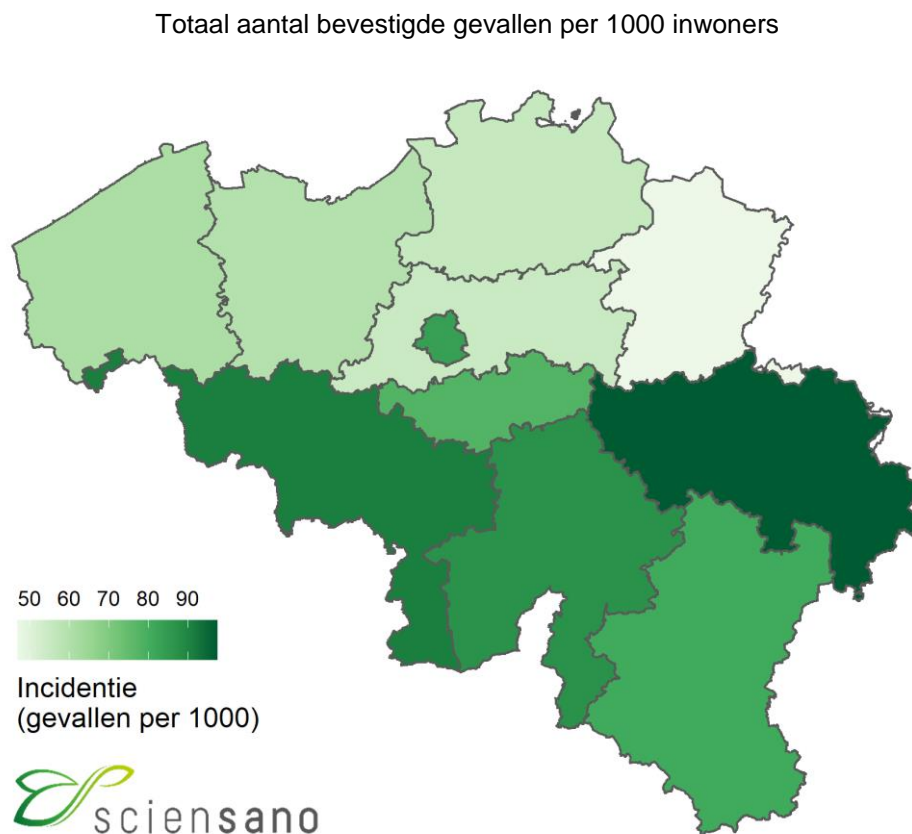 Totaal aantal bevestigde gevallen per 1000 inwoners
50 60 70 80 90
Incidentie
(gevallen per 1000)
sciensano